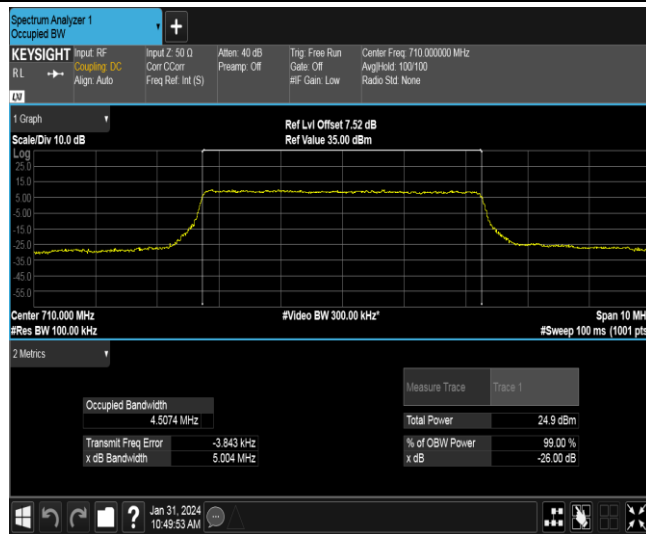 Spectrum Analyzer 1
Occupied BW
KEYSIGHT
RL
Input: RF
Coupling: DC
Align: Auto
Input Z: 50 Ω
Corr CCorr
Freq Ref: Int (S)
Atten: 40 dB
Preamp: Off
Trig: Free Run
Gate: Off
#IF Gain: Low
Center Freq: 710.000000 MHz
Avg|Hold: 100/100
Radio Std: None
1 Graph
Scale/Div 10.0 dB
Ref Lvl Offset 7.52 dB
Ref Value 35.00 dBm
Log
25.0
15.0
5.00
-5.00
-15.0
-25.0
-35.0
-45.0
-55.0
Center 710.000 MHz
#Res BW 100.00 kHz
#Video BW 300.00 kHz*
Span 10 MH
#Sweep 100 ms (1001 pts
2 Metrics
Measure Trace
Trace 1
Occupied Bandwidth
4.5074 MHz
Total Power
24.9 dBm
Transmit Freq Error
-3.843 kHz
% of OBW Power
99.00 %
x dB Bandwidth
5.004 MHz
x dB
-26.00 dB
?
Jan 31, 2024
10:49:53 AM